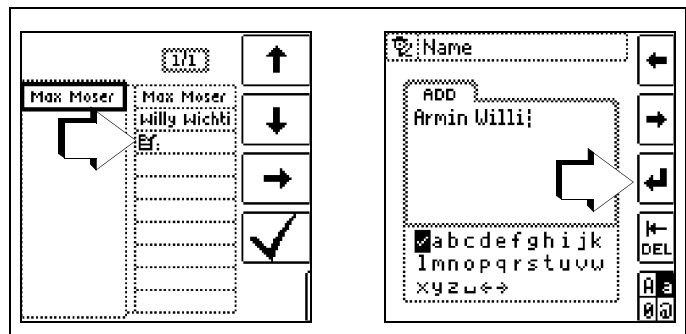 1/1
Max Moser
Max Moser
Willy Wichti
Name
ADD
Armin Willi
abcdefghijk
lmnopqrstuvw
xyz
DEL
A a
0 @